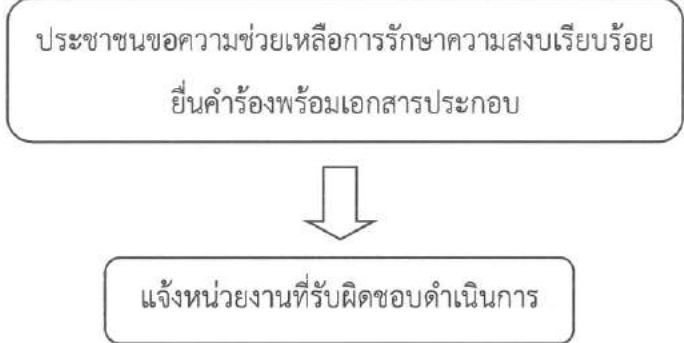 ประชาชนขอความช่วยเหลือการรักษาความสงบเรียบร้อย
ยื่นคำร้องพร้อมเอกสารประกอบ
แจ้งหน่วยงานที่รับผิดชอบดำเนินการ